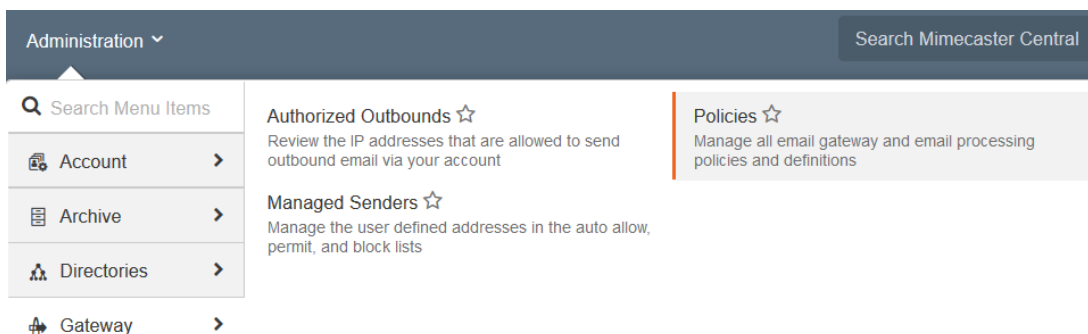 Administration
Search Mimecaster Central
Search Menu Items
Account
Archive
Directories
Gateway
Authorized Outbounds
Review the IP addresses that are allowed to send
outbound email via your account
Managed Senders
Manage the user defined addresses in the auto allow,
permit, and block lists
Policies
Manage all email gateway and email processing
policies and definitions